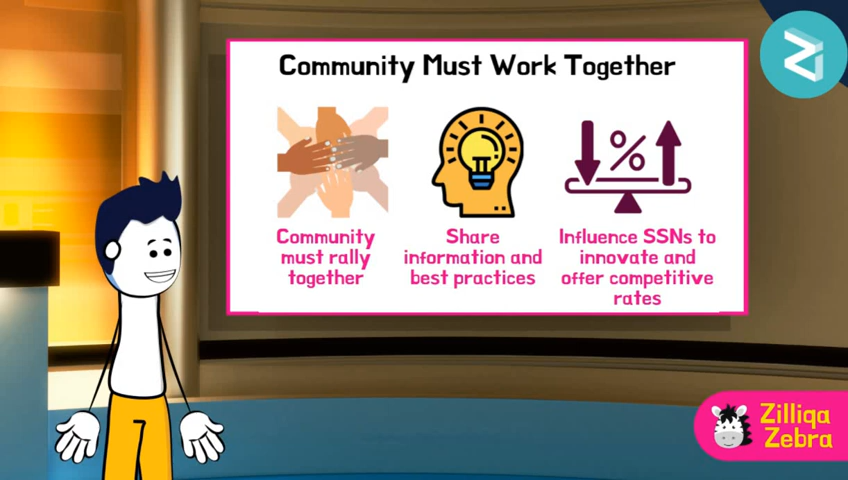 Community Must Work Together
%
Community
must rally
together
Share
information and
best practices
Influence SSNs to
innovate and
offer competitive
rates
Zilliqa
Zebra